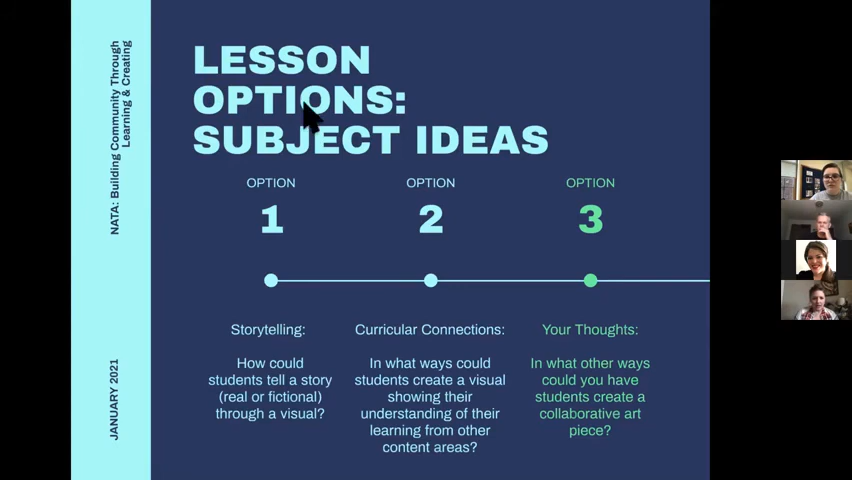 NATA: Building Community Through
Learning & Creating
JANUARY 2021
LESSON
OPTIONS:
SUBJECT IDEAS
OPTION
1
Storytelling:
How could
students tell a story
(real or fictional)
through a visual?
OPTION
2
Curricular Connections:
In what ways could
students create a visual
showing their
understanding of their
learning from other
content areas?
OPTION
3
Your Thoughts:
In what other ways
could you have
students create a
collaborative art
piece?